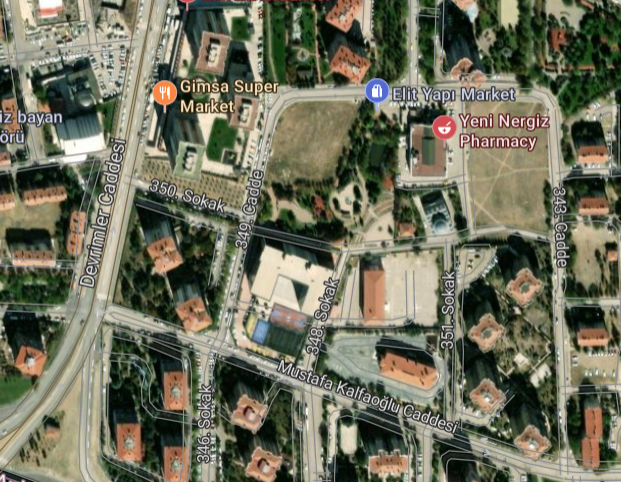 Gimsa Super
Market
Elit Yapı Market
Yeni Nergiz
Pharmacy
iz bayan
örü
Devrimler Caddesi
350. Sokak
349. Cadde
343. Cadde
348. Sokak
351. Sokak
346. Sokak
Mustafa Kalfaoğlu Caddesi